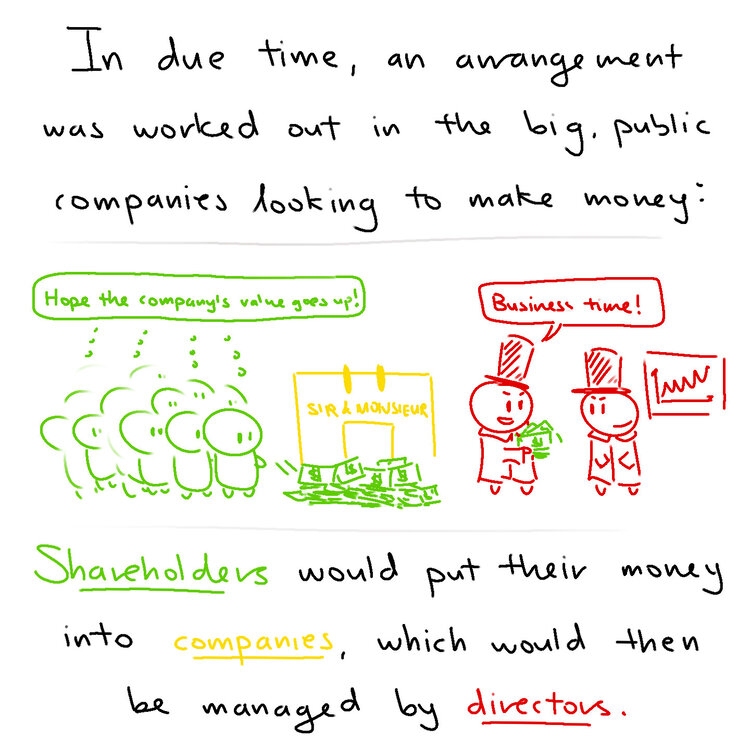 In due time, an arrangement
was worked out in the big, public
companies looking to make money:
Hope the company's value goes up!
Business time!
SIR & MONSIEUR
$ $ $ $
$
Shareholders would put their money
into companies, which would then
be managed by directors.